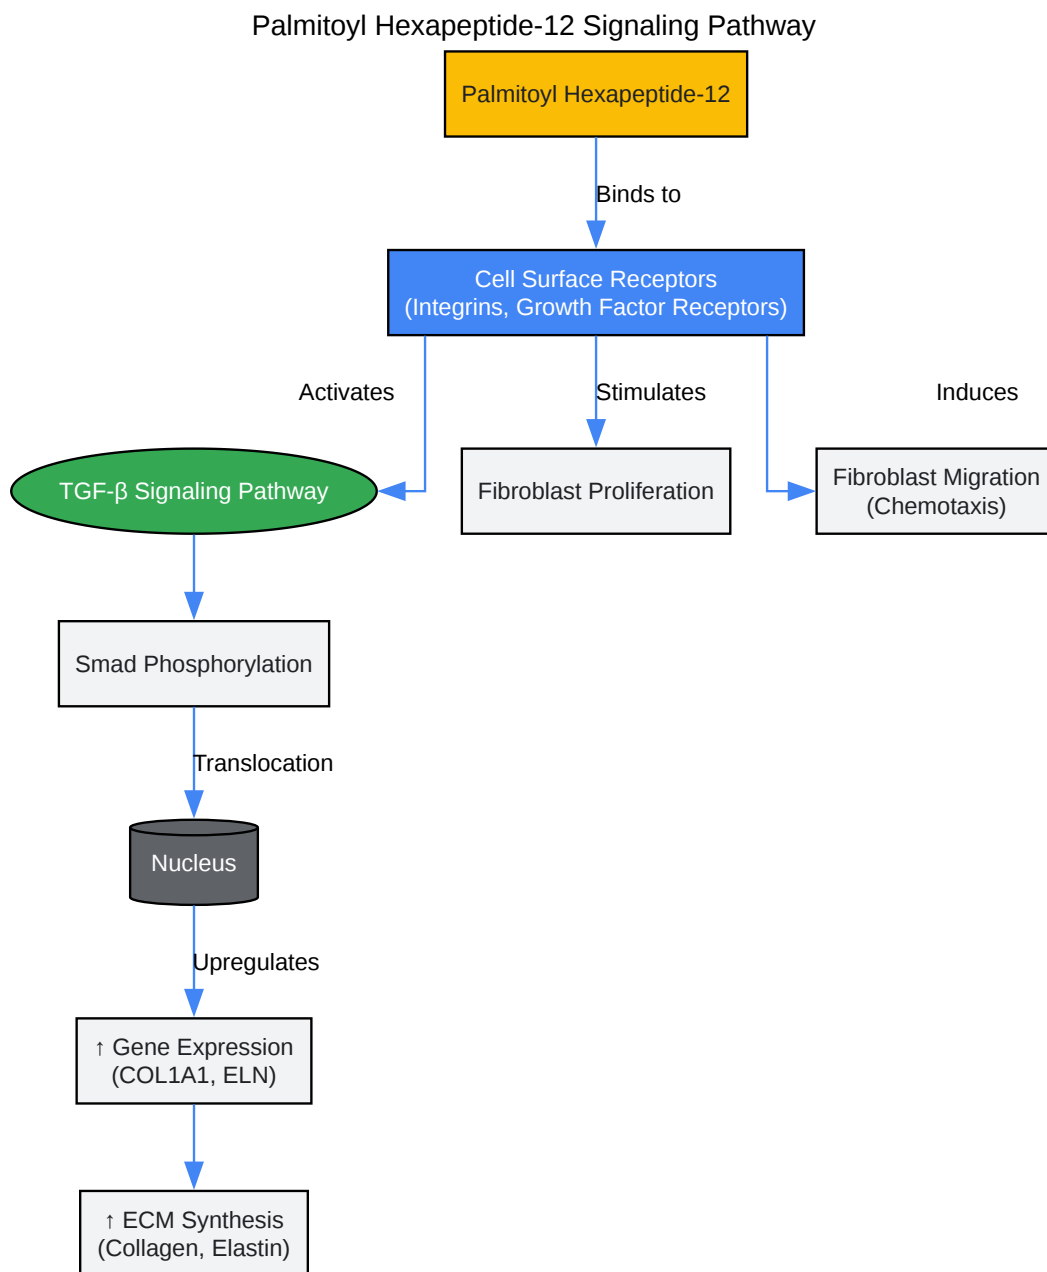 Palmitoyl Hexapeptide-12 Signaling Pathway
Palmitoyl Hexapeptide-12
Binds to
Cell Surface Receptors
(Integrins, Growth Factor Receptors)
Activates
Stimulates
Induces
TGF-β Signaling Pathway
Fibroblast Proliferation
Fibroblast Migration
(Chemotaxis)
Smad Phosphorylation
Translocation
Nucleus
Upregulates
↑ Gene Expression
(COL1A1, ELN)
↑ ECM Synthesis
(Collagen, Elastin)